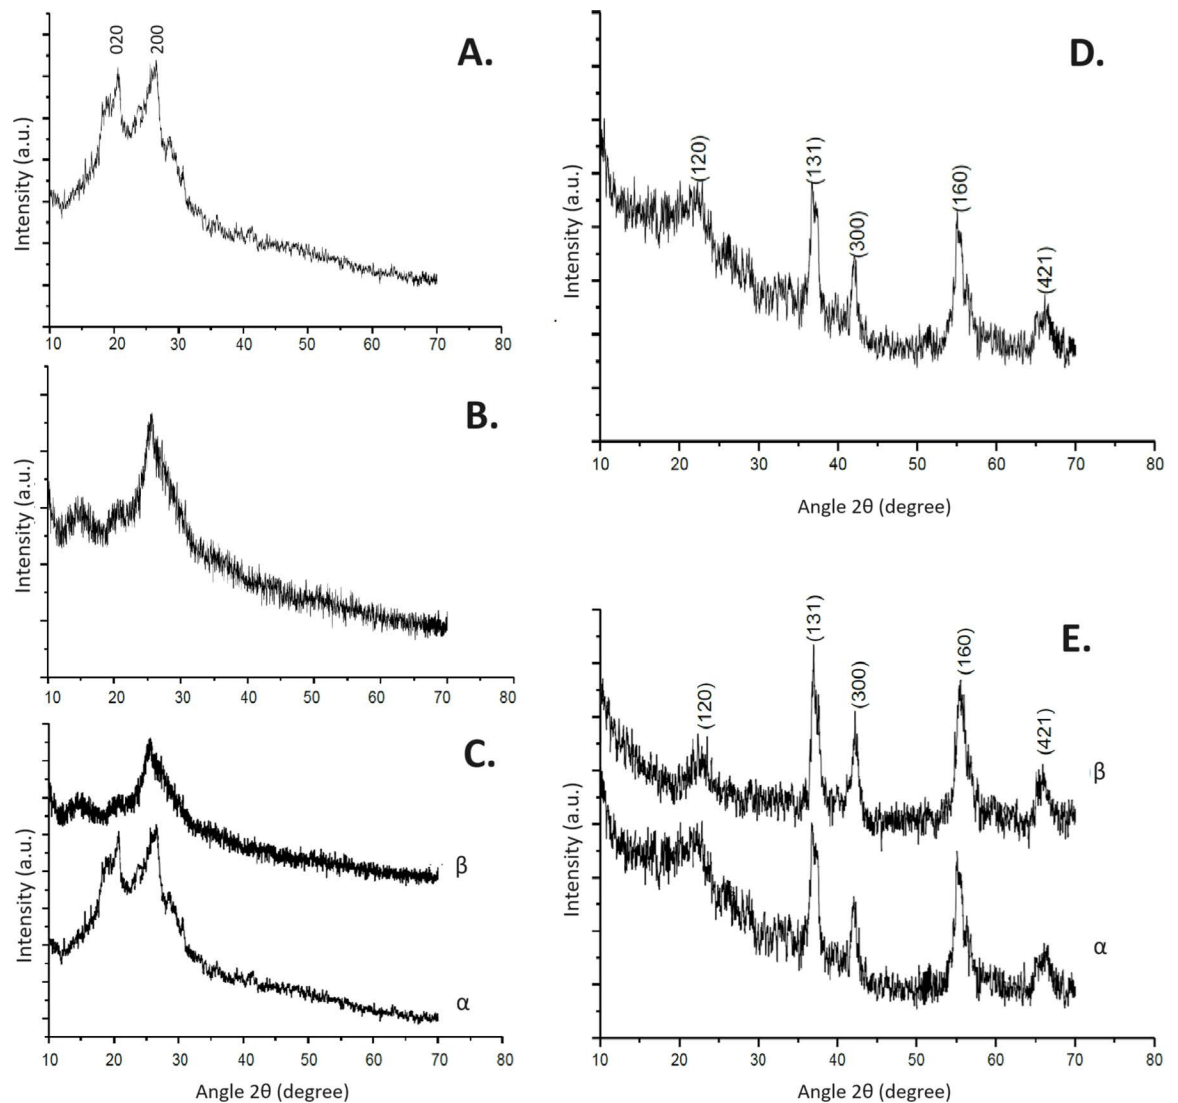 020
200
A.
Intensity (a.u.)
10 20 30 40 50 60 70 80
B.
Intensity (a.u.)
10 20 30 40 50 60 70 80
C.
β
α
Intensity (a.u.)
10 20 30 40 50 60 70 80
Angle 2θ (degree)
D.
(120)
(131)
(300)
(160)
(421)
Intensity (a.u.)
10 20 30 40 50 60 70 80
Angle 2θ (degree)
E.
(120)
(131)
(300)
(160)
(421)
β
α
Intensity (a.u.)
10 20 30 40 50 60 70 80
Angle 2θ (degree)